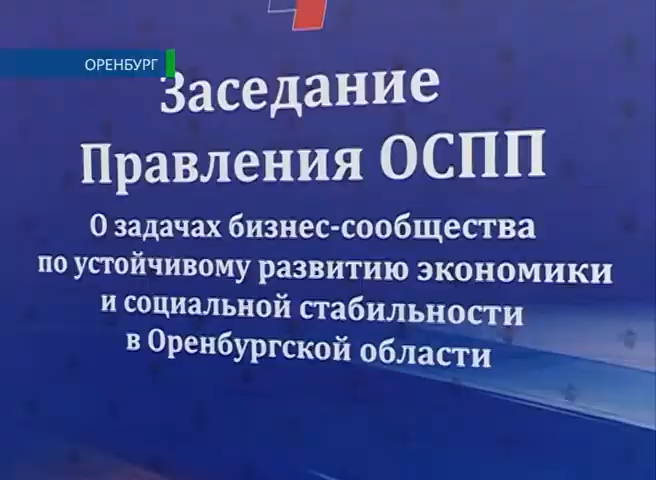 ОРЕНБУРГ
Заседание
Правления ОСПП
О задачах бизнес-сообщества
по устойчивому развитию экономики
и социальной стабильности
в Оренбургской области